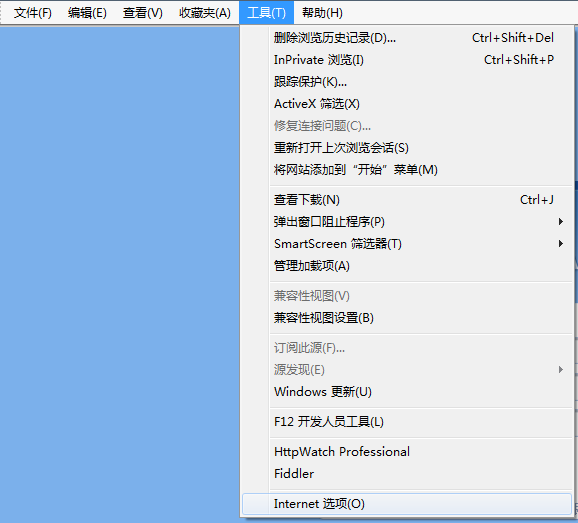 文件(F) 编辑(E) 查看(V) 收藏夹(A) 工具(T) 帮助(H)
删除浏览历史记录(D)... Ctrl+Shift+Del
InPrivate 浏览(I) Ctrl+Shift+P
跟踪保护(K)...
ActiveX 筛选(X)
修复连接问题(C)...
重新打开上次浏览会话(S)
将网站添加到“开始”菜单(M)
查看下载(N) Ctrl+J
弹出窗口阻止程序(P)
SmartScreen 筛选器(T)
管理加载项(A)
兼容性视图(V)
兼容性视图设置(B)
订阅此源(F)...
源发现(E)
Windows 更新(U)
F12 开发人员工具(L)
HttpWatch Professional
Fiddler
Internet 选项(O)